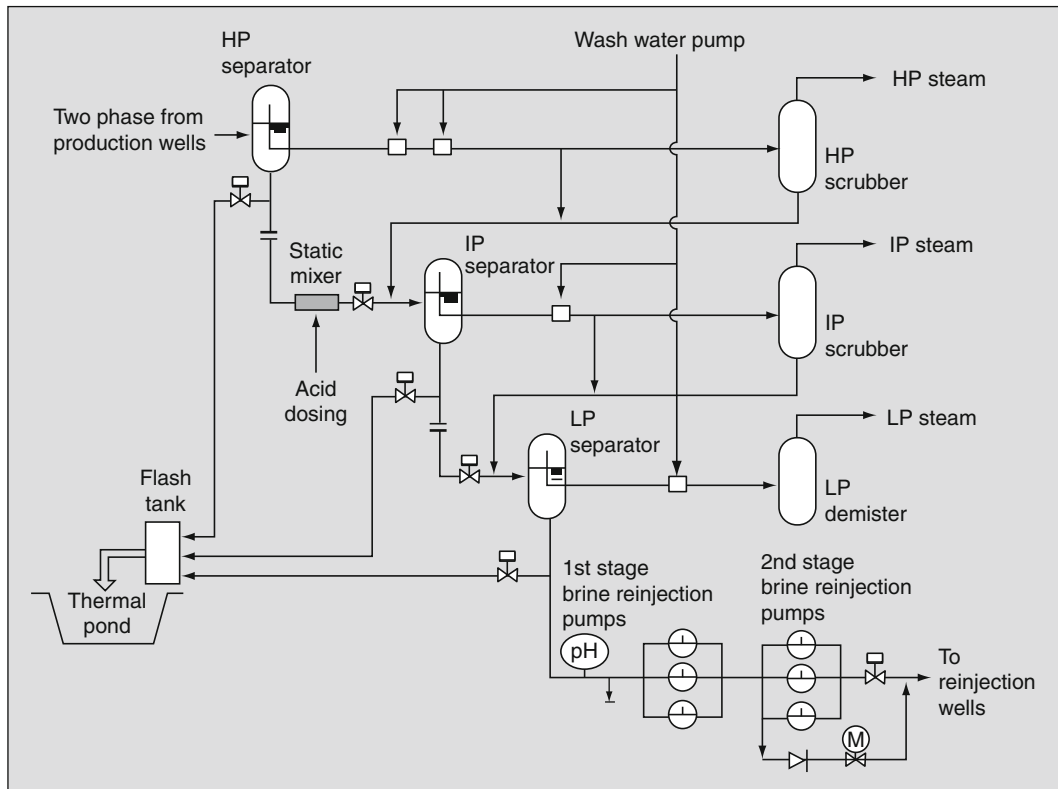 HP
separator
Wash water pump
HP steam
Two phase from
production wells
HP
scrubber
IP
separator
IP steam
Static
mixer
IP
scrubber
Acid
dosing
LP
separator
LP steam
Flash
tank
LP
demister
Thermal
pond
1st stage
brine reinjection
pumps
2nd stage
brine reinjection
pumps
pH
To
reinjection
wells
M